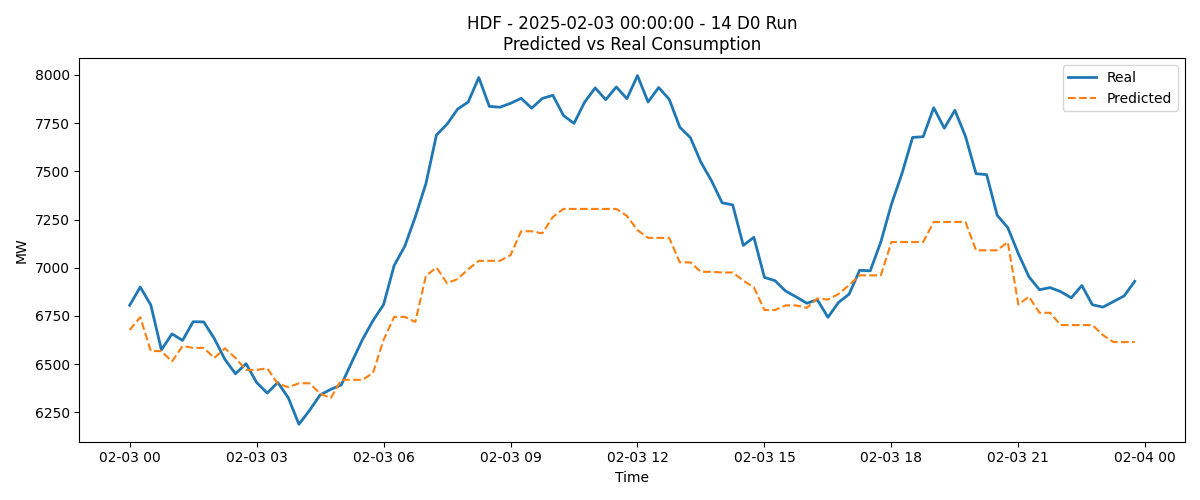 HDF - 2025-02-03 00:00:00 - 14 D0 Run
Predicted vs Real Consumption
Real
Predicted
MW
8000
7750
7500
7250
7000
6750
6500
6250
02-03 00
02-03 03
02-03 06
02-03 09
02-03 12
02-03 15
02-03 18
02-03 21
02-04 00
Time